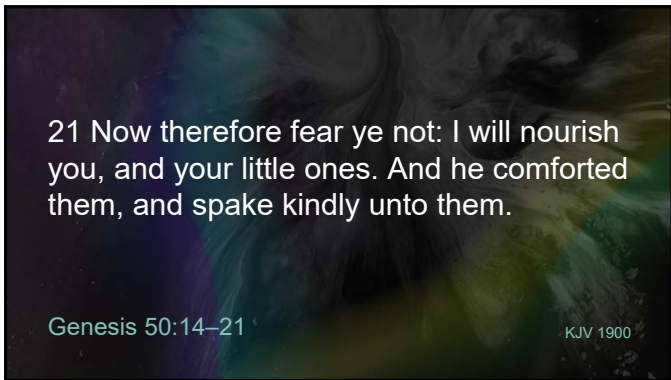 21 Now therefore fear ye not: I will nourish
you, and your little ones. And he comforted
them, and spake kindly unto them.
Genesis 50:14–21
KJV 1900